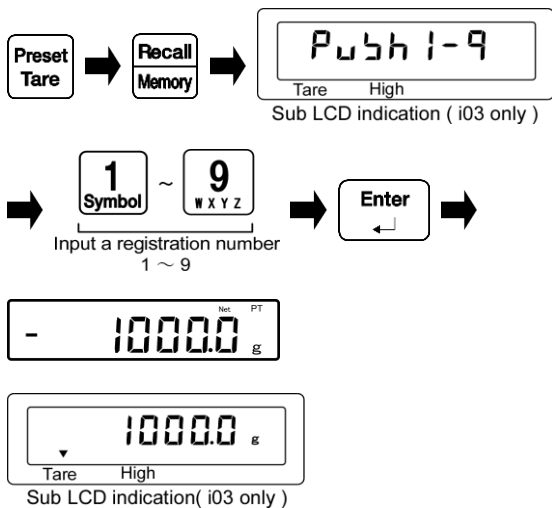 Preset
Tare
Recall
Memory
Push 1-9
Tare High
Sub LCD indication ( i03 only )
1
Symbol
~
9
W X Y Z
Enter
Input a registration number
1 ～ 9
Net PT
- 1000.0 g
1000.0 g
Tare High
Sub LCD indication( i03 only )